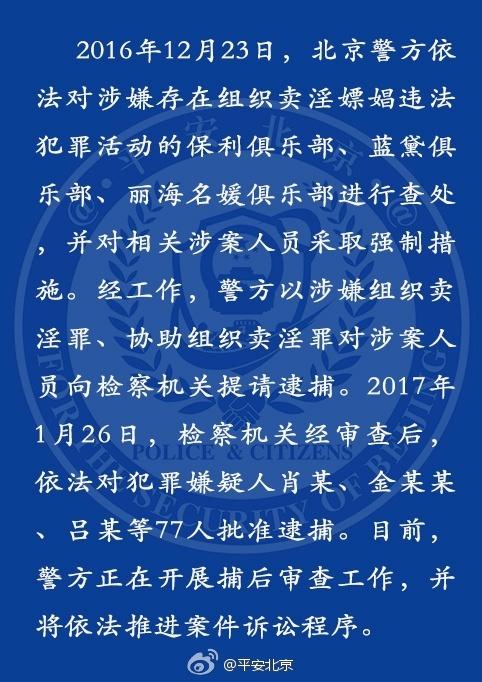 2016年12月23日，北京警方依
法对涉嫌存在组织卖淫嫖娼违法
犯罪活动的保利俱乐部、蓝黛俱
乐部、丽海名媛俱乐部进行查处
，并对相关涉案人员采取强制措
施。经工作，警方以涉嫌组织卖
淫罪、协助组织卖淫罪对涉案人
员向检察机关提请逮捕。2017年
1月26日，检察机关经审查后，
依法对犯罪嫌疑人肖某、金某某
、吕某等77人批准逮捕。目前，
警方正在开展捕后审查工作，并
将依法推进案件诉讼程序。
@平安北京
@·平安北京·@
POLICE & CITIZENS
FOR THE SECURITY OF BEIJING